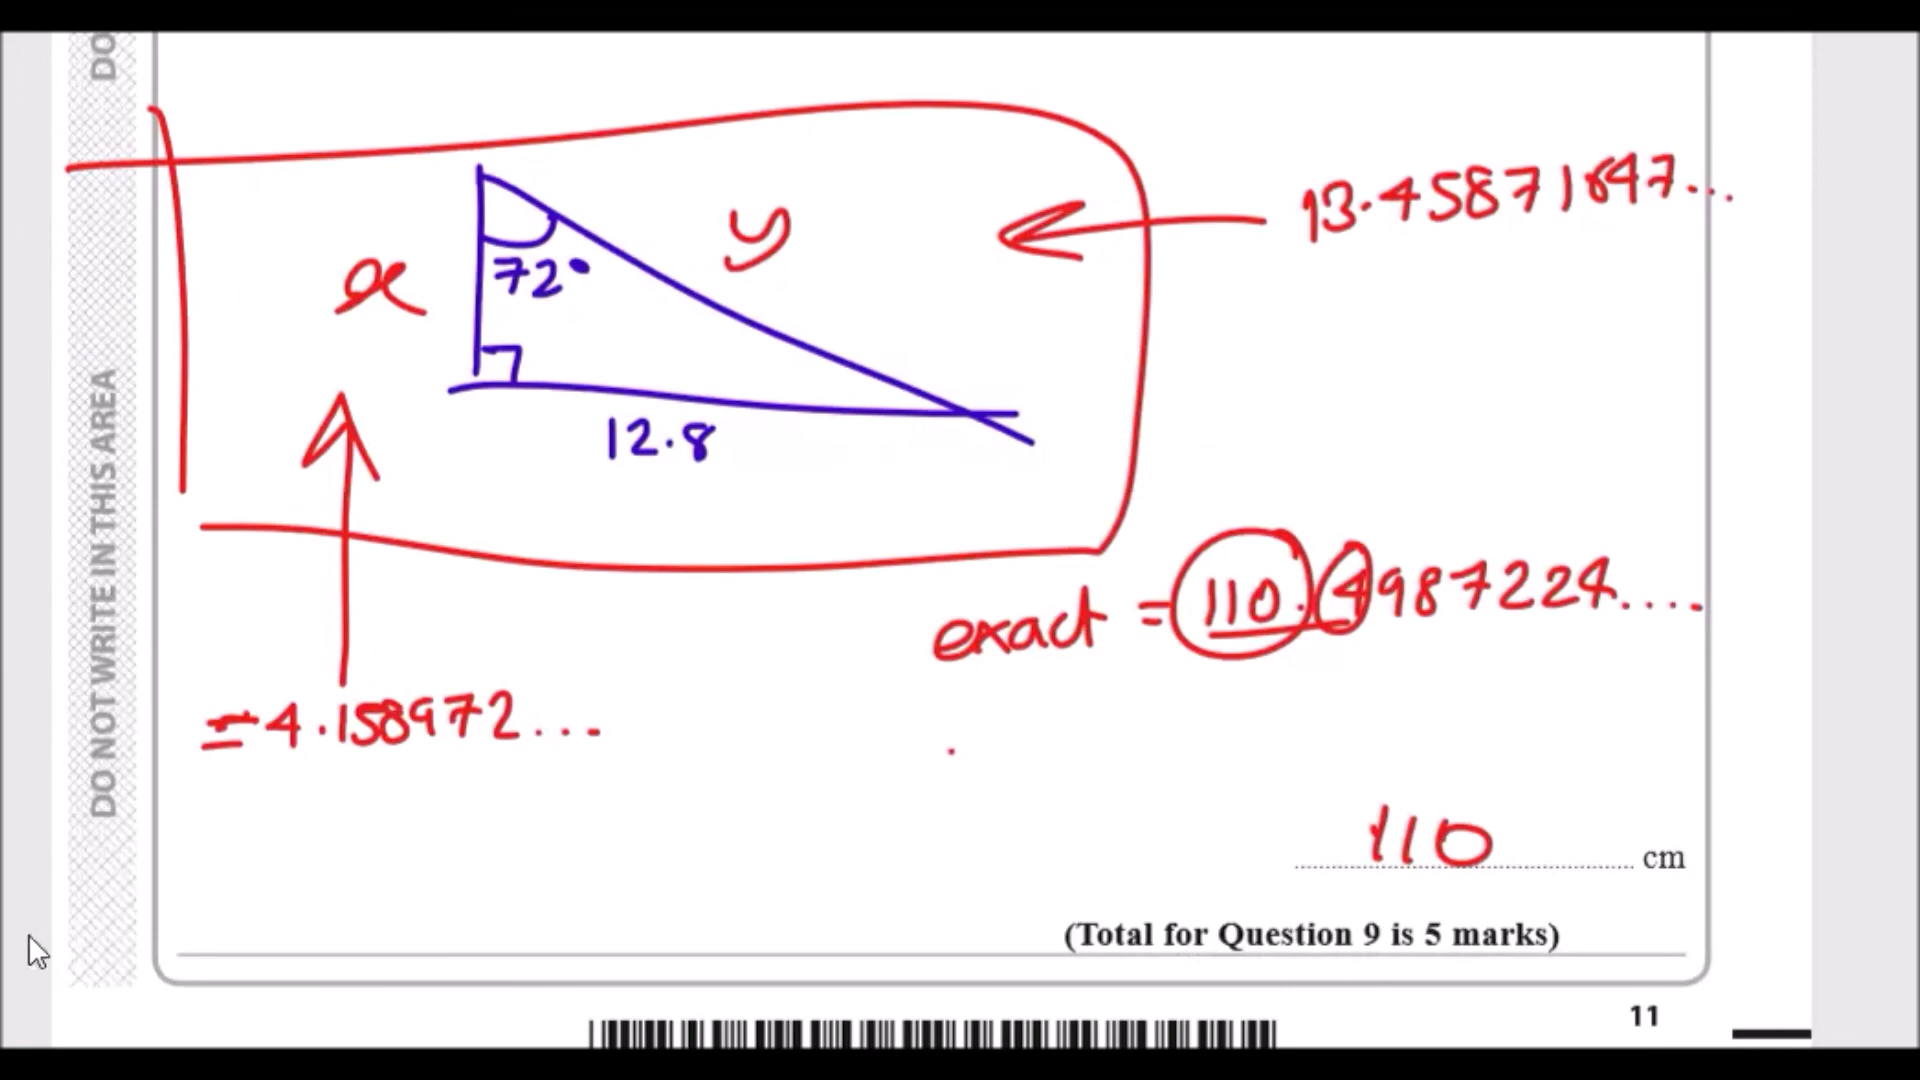 DO
DO NOT WRITE IN THIS AREA
x
72°
y
12.8
13.45871647...
exact = 110.4987224....
=4.158972...
110 cm
(Total for Question 9 is 5 marks)
11